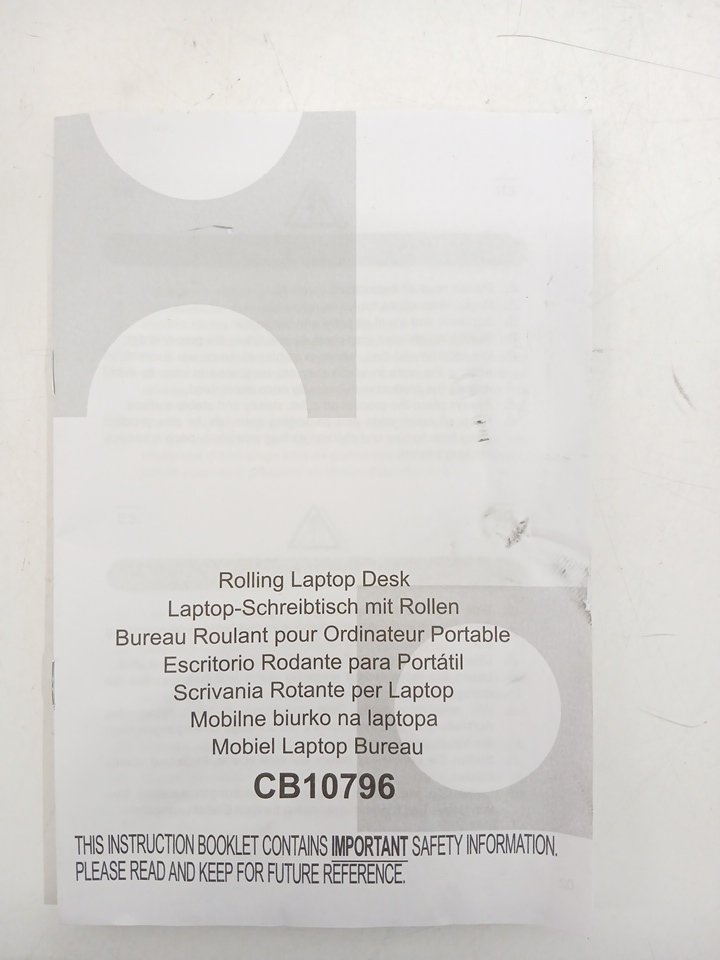 Rolling Laptop Desk
Laptop-Schreibtisch mit Rollen
Bureau Roulant pour Ordinateur Portable
Escritorio Rodante para Portátil
Scrivania Rotante per Laptop
Mobilne biurko na laptopa
Mobiel Laptop Bureau
CB10796
THIS INSTRUCTION BOOKLET CONTAINS IMPORTANT SAFETY INFORMATION.
PLEASE READ AND KEEP FOR FUTURE REFERENCE.